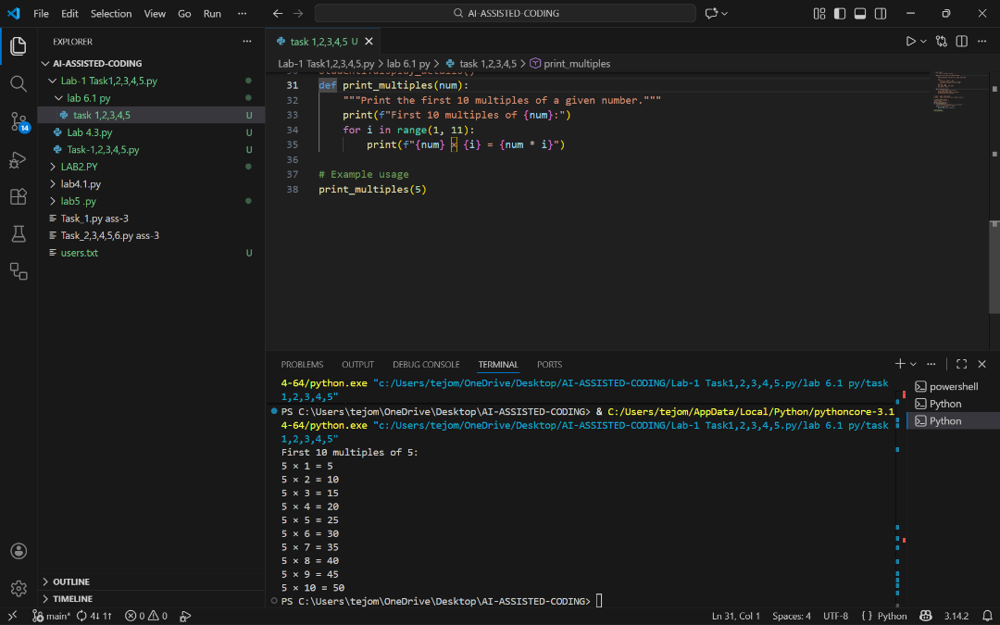 File Edit Selection View Go Run ··· AI-ASSISTED-CODING
EXPLORER ···
AI-ASSISTED-CODING
Lab-1 Task1,2,3,4,5.py
lab 6.1 py
task 1,2,3,4,5 U
Lab 4.3.py U
Task-1,2,3,4,5.py U
LAB2.PY
lab4.1.py
lab5 .py
Task_1.py ass-3
Task_2,3,4,5,6.py ass-3
users.txt U
OUTLINE
TIMELINE
14
task 1,2,3,4,5 U
Lab-1 Task1,2,3,4,5.py > lab 6.1 py > task 1,2,3,4,5 > print_multiples
31 def print_multiples(num):
32 """Print the first 10 multiples of a given number."""
33 print(f"First 10 multiples of {num}:")
34 for i in range(1, 11):
35 print(f"{num} × {i} = {num * i}")
36
37 # Example usage
38 print_multiples(5)
PROBLEMS OUTPUT DEBUG CONSOLE TERMINAL PORTS
4-64/python.exe "c:/Users/tejom/OneDrive/Desktop/AI-ASSISTED-CODING/Lab-1 Task1,2,3,4,5.py/lab 6.1 py/task
1,2,3,4,5"
PS C:\Users\tejom\OneDrive\Desktop\AI-ASSISTED-CODING> & C:/Users/tejom/AppData/Local/Python/pythoncore-3.1
4-64/python.exe "c:/Users/tejom/OneDrive/Desktop/AI-ASSISTED-CODING/Lab-1 Task1,2,3,4,5.py/lab 6.1 py/task
1,2,3,4,5"
First 10 multiples of 5:
5 × 1 = 5
5 × 2 = 10
5 × 3 = 15
5 × 4 = 20
5 × 5 = 25
5 × 6 = 30
5 × 7 = 35
5 × 8 = 40
5 × 9 = 45
5 × 10 = 50
PS C:\Users\tejom\OneDrive\Desktop\AI-ASSISTED-CODING>
powershell
Python
Python
main* 4↓ 1↑ 0 0 Ln 31, Col 1 Spaces: 4 UTF-8 {} Python 3.14.2